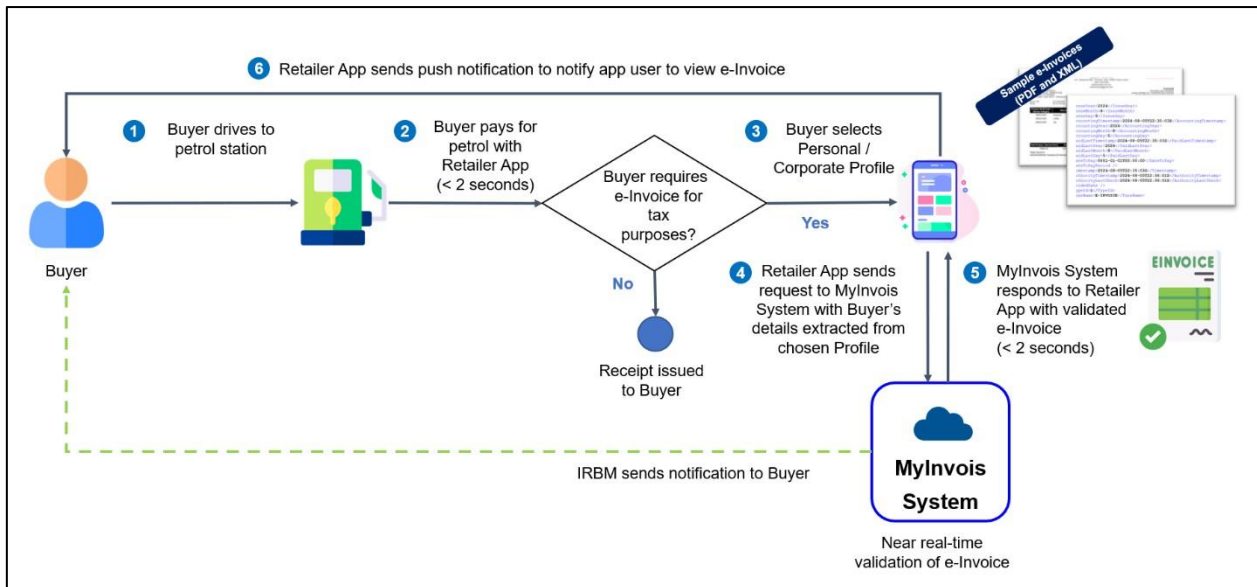 6 Retailer App sends push notification to notify app user to view e-Invoice
Sample e-Invoices
(PDF and XML)
1 Buyer drives to
petrol station
2 Buyer pays for
petrol with
Retailer App
(< 2 seconds)
3 Buyer selects
Personal /
Corporate Profile
Buyer requires
e-Invoice for
tax
purposes?
Yes
No
Buyer
Receipt issued
to Buyer
4 Retailer App sends
request to MyInvois
System with Buyer's
details extracted from
chosen Profile
5 MyInvois System
responds to Retailer
App with validated
e-Invoice
(< 2 seconds)
EINVOICE
IRBM sends notification to Buyer
MyInvois
System
Near real-time
validation of e-Invoice